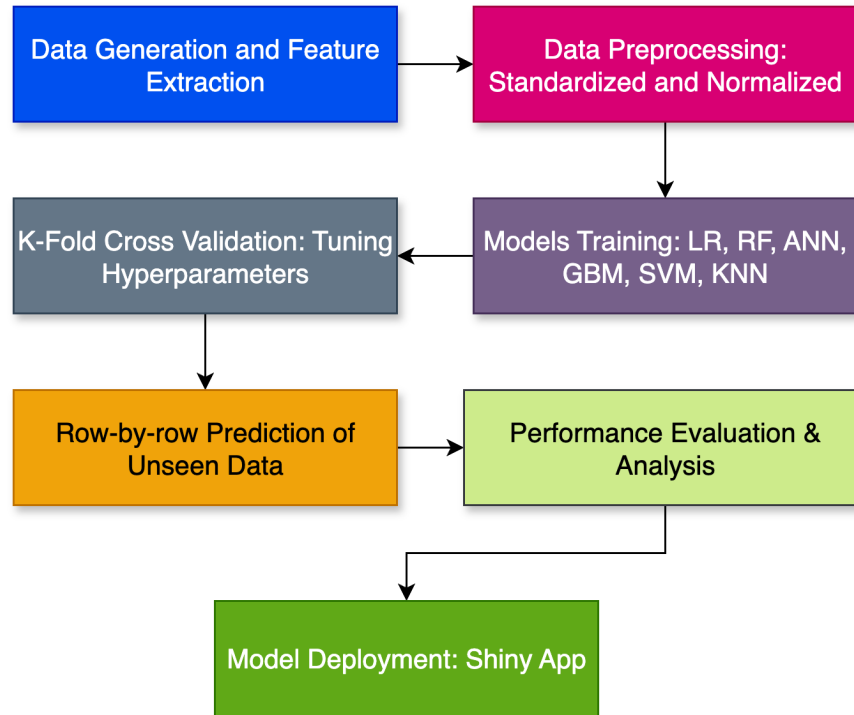 Data Generation and Feature
Extraction
Data Preprocessing:
Standardized and Normalized
Models Training: LR, RF, ANN,
GBM, SVM, KNN
K-Fold Cross Validation: Tuning
Hyperparameters
Row-by-row Prediction of
Unseen Data
Performance Evaluation &
Analysis
Model Deployment: Shiny App